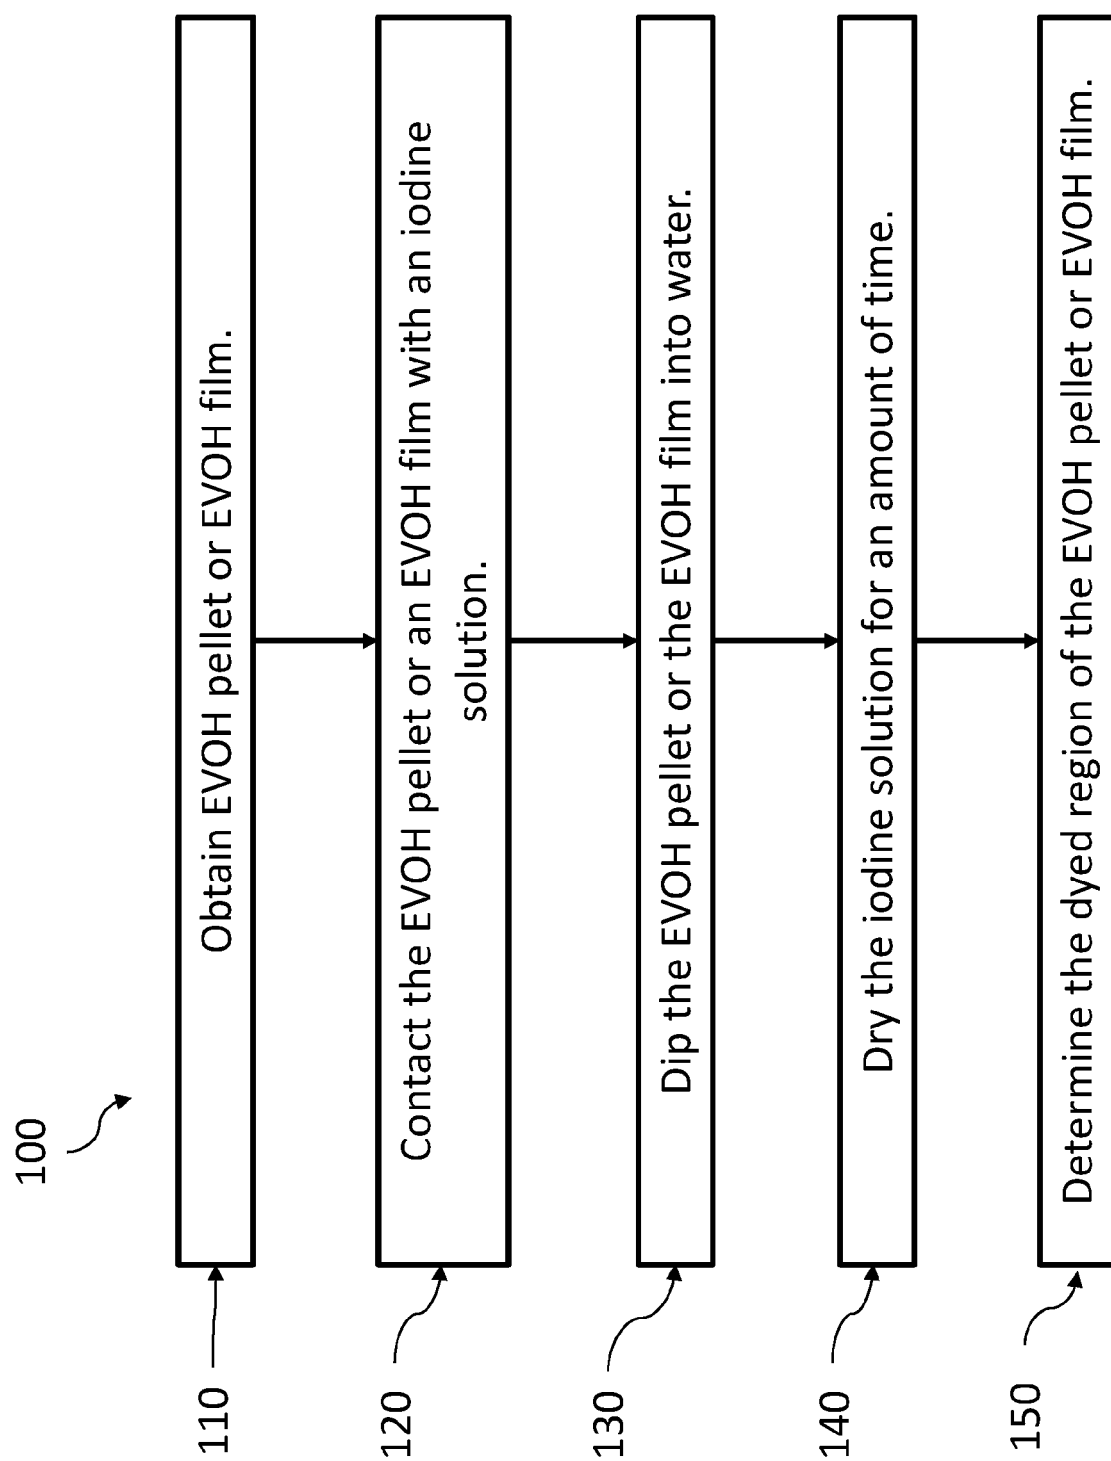 100
110
Obtain EVOH pellet or EVOH film.
120
Contact the EVOH pellet or an EVOH film with an iodine
solution.
130
Dip the EVOH pellet or the EVOH film into water.
140
Dry the iodine solution for an amount of time.
150
Determine the dyed region of the EVOH pellet or EVOH film.